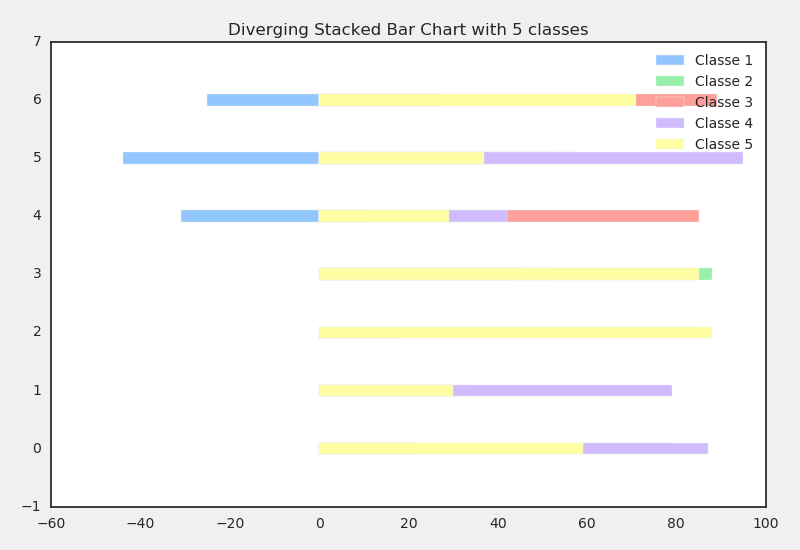 Diverging Stacked Bar Chart with 5 classes
7
6
5
4
3
2
1
0
−1
Classe 1
Classe 2
Classe 3
Classe 4
Classe 5
−60 −40 −20 0 20 40 60 80 100